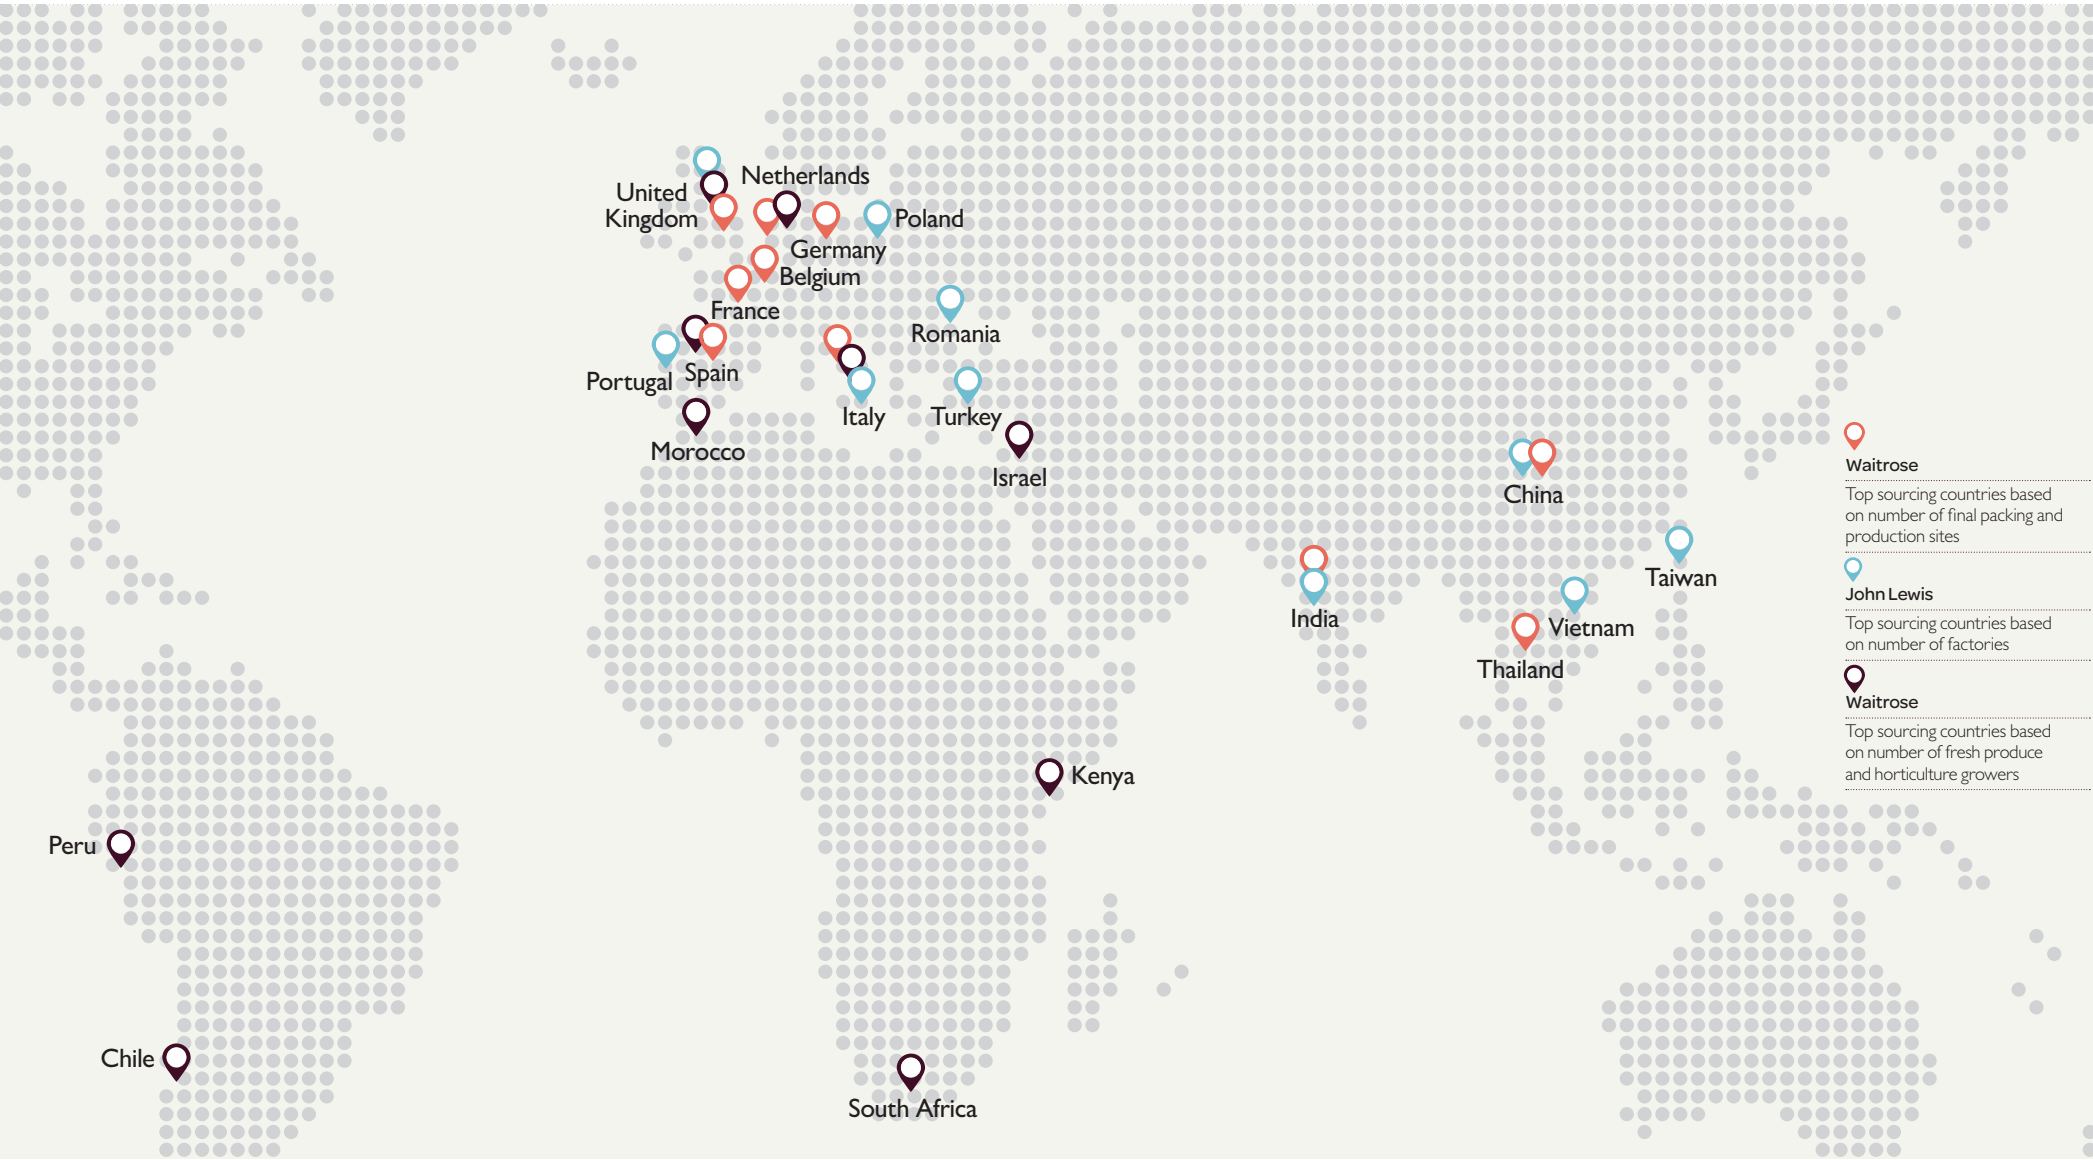 Netherlands
United
Kingdom
Poland
Germany
Belgium
France
Romania
Portugal
Spain
Italy
Turkey
Morocco
Israel
China
Taiwan
India
Vietnam
Thailand
Kenya
Peru
Chile
South Africa
Waitrose
Top sourcing countries based
on number of final packing and
production sites
John Lewis
Top sourcing countries based
on number of factories
Waitrose
Top sourcing countries based
on number of fresh produce
and horticulture growers